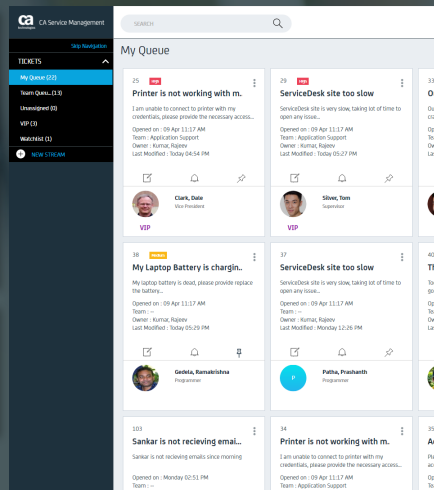 ca
technologies
CA Service Management
SEARCH
Skip Navigation
TICKETS
My Queue (22)
Team Queu...(13)
Unassigned (0)
VIP (3)
Watchlist (1)
NEW STREAM
My Queue
25 High
Printer is not working with m.
I am unable to connect to printer with my
credentials, please provide the necessary access...
Opened on : 09 Apr 11:17 AM
Team : Application Support
Owner : Kumar, Rajeev
Last Modified : Today 04:54 PM
Clark, Date
Vice President
VIP
29 High
ServiceDesk site too slow
ServiceDesk site is very slow, taking lot of time to
open any issue...
Opened on : 09 Apr 11:17 AM
Team : Application Support
Owner : Kumar, Rajeev
Last Modified : Today 05:27 PM
Silver, Tom
Supervisor
VIP
33
38 Medium
My Laptop Battery is chargin..
My laptop battery is dead, please provide replace
the battery...
Opened on : 09 Apr 11:17 AM
Team : --
Owner : Kumar, Rajeev
Last Modified : Today 05:20 PM
Gedela, Ramakrishna
Programmer
37
ServiceDesk site too slow
ServiceDesk site is very slow, taking lot of time to
open any issue...
Opened on : 09 Apr 11:17 AM
Team : --
Owner : Kumar, Rajeev
Last Modified : Monday 12:26 PM
P
Patha, Prashanth
Programmer
40
103
Sankar is not recieving emai...
Sankar is not recieving emails since morning
Opened on : Monday 02:51 PM
Team : --
34
Printer is not working with m.
I am unable to connect to printer with my
credentials, please provide the necessary access...
Opened on : 09 Apr 11:17 AM
Team : Application Support
35